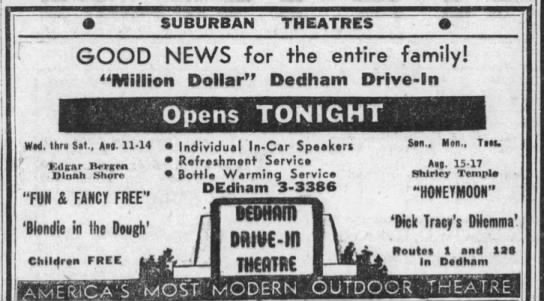 SUBURBAN THEATRES
GOOD NEWS for the entire family!
"Million Dollar" Dedham Drive-In
Opens TONIGHT
Wed. thru Sat., Aug. 11-14
Edgar Bergen
Dinah Shore
"FUN & FANCY FREE"
'Blondie in the Dough'
Children FREE
• Individual In-Car Speakers
• Refreshment Service
• Bottle Warming Service
DEdham 3-3386
DEDHAM
DRIVE-IN
THEATRE
Sun., Mon., Tues.
Aug. 15-17
Shirley Temple
"HONEYMOON"
'Dick Tracy's Dilemma'
Routes 1 and 128
in Dedham
AMERICA'S MOST MODERN OUTDOOR THEATRE